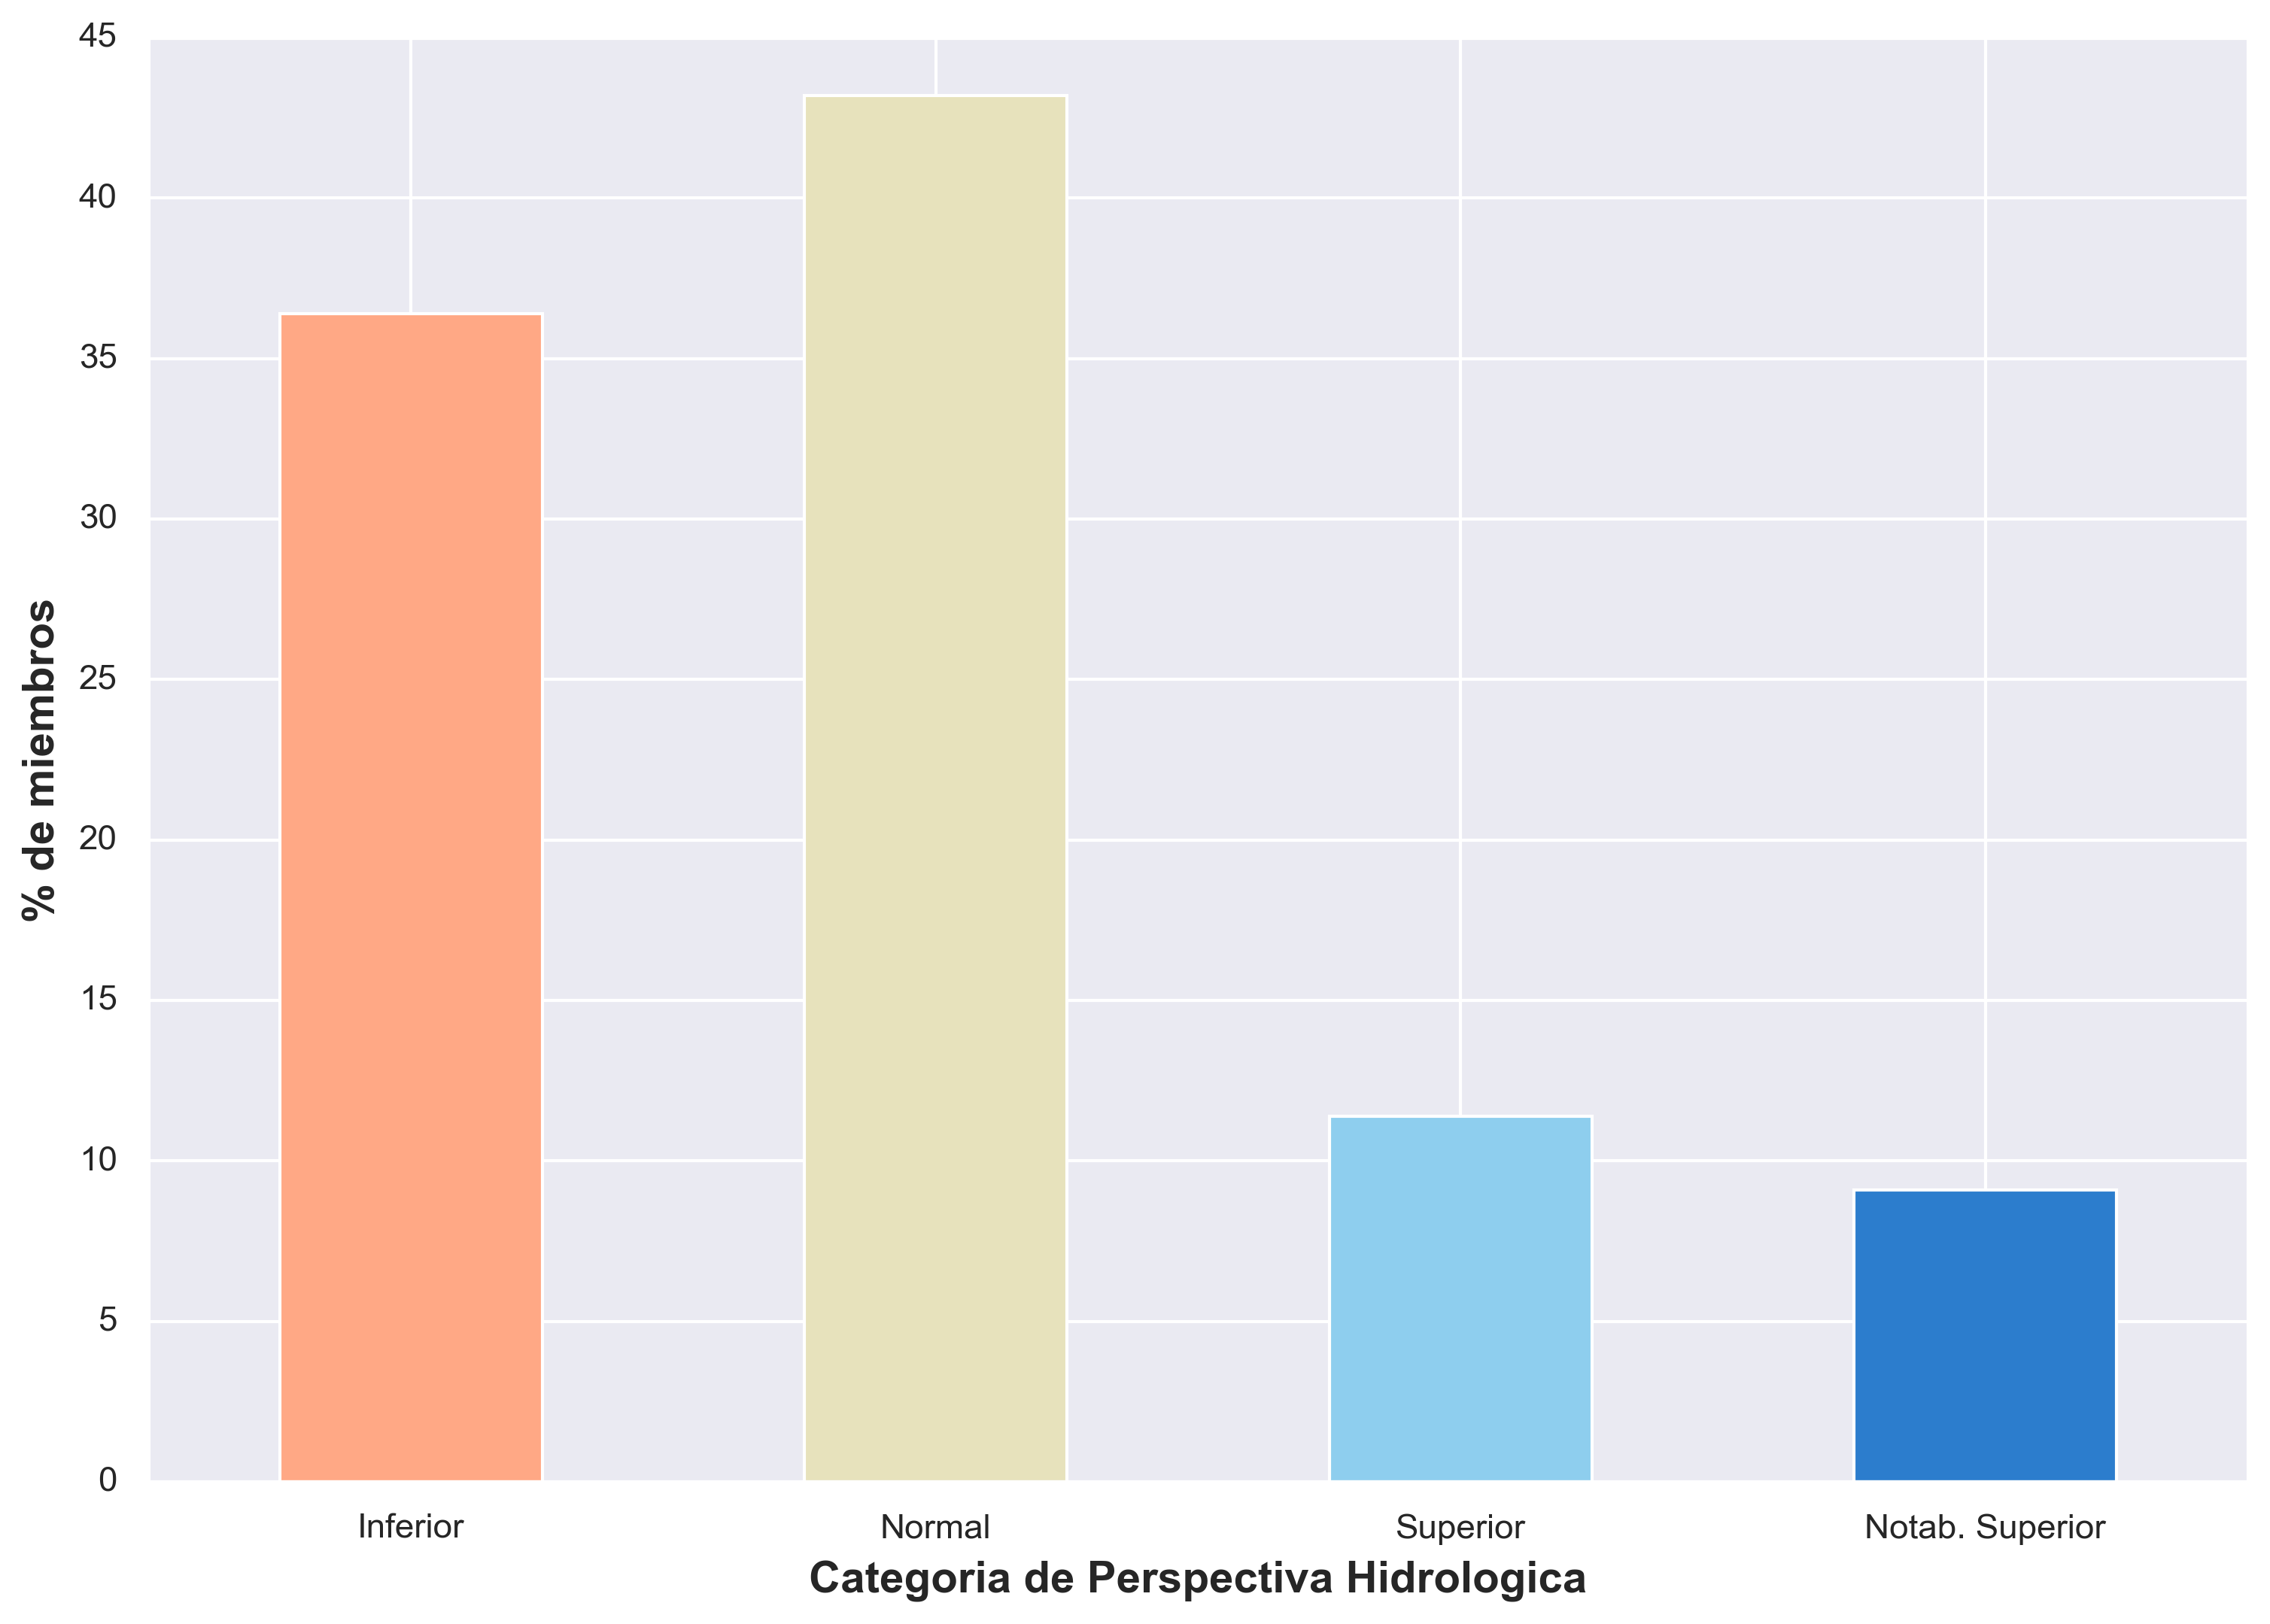 45
40
35
30
25
20
15
10
5
0
% de miembros
Inferior
Normal
Superior
Notab. Superior
Categoria de Perspectiva Hidrologica